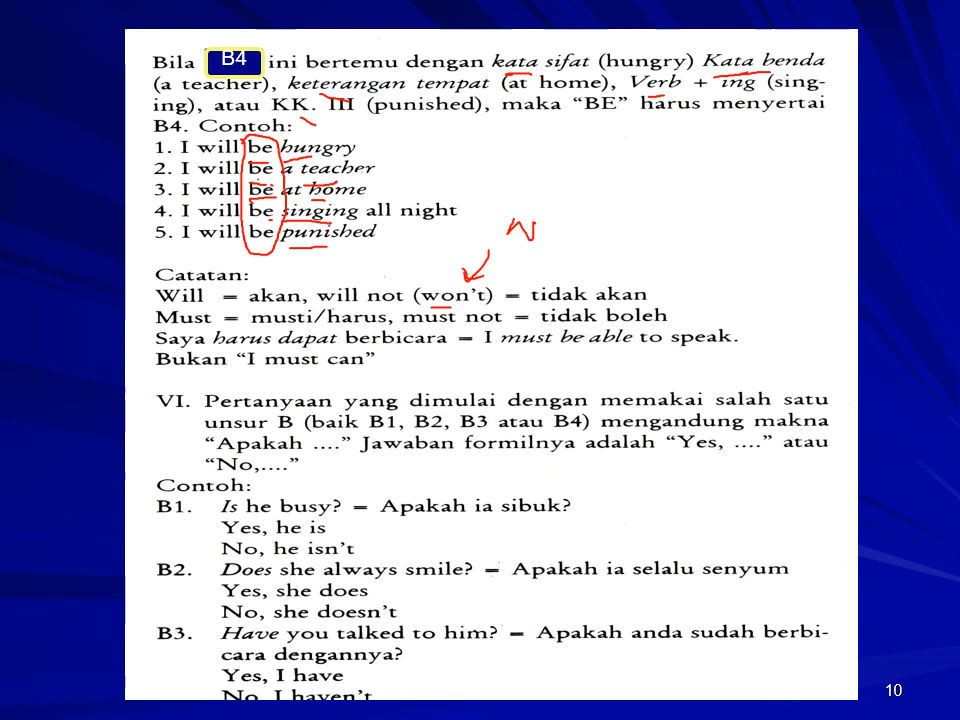 Bila B4 ini bertemu dengan kata sifat (hungry) Kata benda
(a teacher), keterangan tempat (at home), Verb + ing (sing-
ing), atau KK. III (punished), maka “BE” harus menyertai
B4. Contoh:
1. I will be hungry
2. I will be a teacher
3. I will be at home
4. I will be singing all night
5. I will be punished
Catatan:
Will = akan, will not (won’t) = tidak akan
Must = musti/harus, must not = tidak boleh
Saya harus dapat berbicara = I must be able to speak.
Bukan “I must can”
VI. Pertanyaan yang dimulai dengan memakai salah satu
unsur B (baik B1, B2, B3 atau B4) mengandung makna
“Apakah ....” Jawaban formilnya adalah “Yes, ....” atau
“No,....”
Contoh:
B1. Is he busy? = Apakah ia sibuk?
Yes, he is
No, he isn’t
B2. Does she always smile? = Apakah ia selalu senyum
Yes, she does
No, she doesn’t
B3. Have you talked to him? = Apakah anda sudah berbi-
cara dengannya?
Yes, I have
No, I haven’t
10